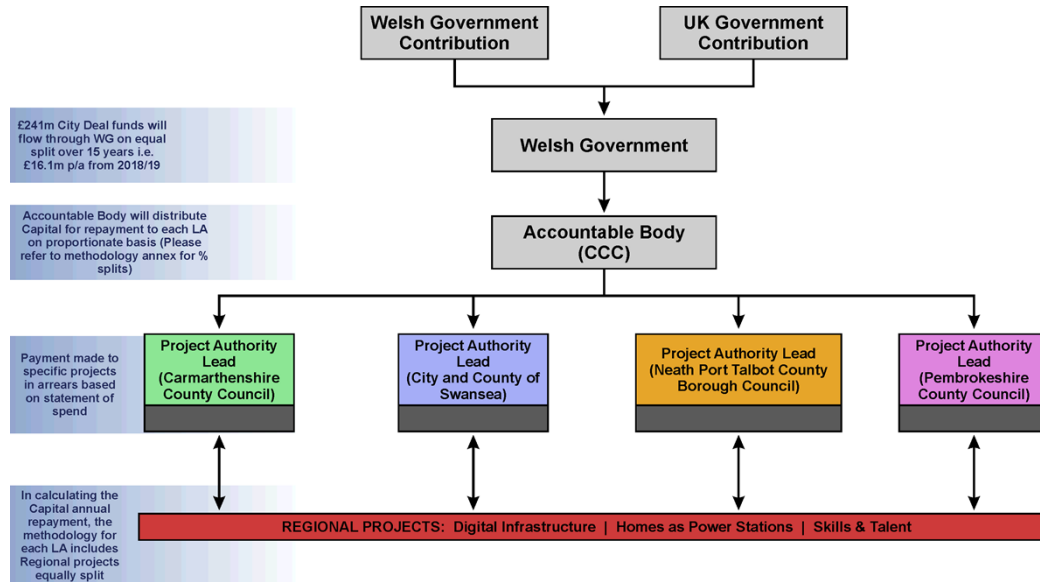 Welsh Government
Contribution
UK Government
Contribution
£241m City Deal funds will
flow through WG on equal
split over 15 years i.e.
£16.1m p/a from 2018/19
Welsh Government
Accountable Body will distribute
Capital for repayment to each LA
on proportionate basis (Please
refer to methodology annex for %
splits)
Accountable Body
(CCC)
Payment made to
specific projects
in arrears based
on statement of
spend
Project Authority
Lead
(Carmarthenshire
County Council)
Project Authority
Lead
(City and County of
Swansea)
Project Authority Lead
(Neath Port Talbot County
Borough Council)
Project Authority
Lead
(Pembrokeshire
County Council)
In calculating the
Capital annual
repayment, the
methodology for
each LA includes
Regional projects
equally split
REGIONAL PROJECTS: Digital Infrastructure | Homes as Power Stations | Skills & Talent